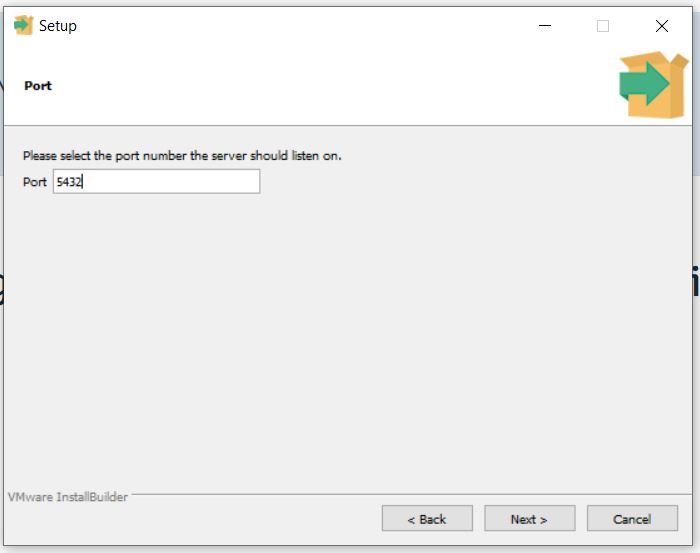 Setup
Port
Please select the port number the server should listen on.
Port 5432
VMware InstallBuilder
< Back Next > Cancel